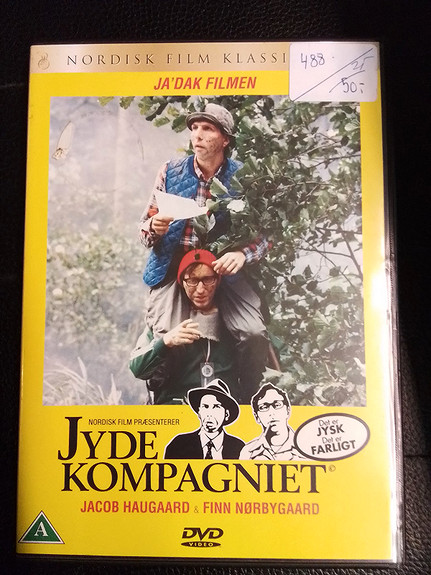 NORDISK FILM KLASSI
488
25
50,-
JA'DAK FILMEN
NORDISK FILM PRÆSENTERER
JYDE
KOMPAGNIET©
Det er
JYSK
Det er
FARLIGT
JACOB HAUGAARD & FINN NØRBYGAARD
A
DVD
VIDEO